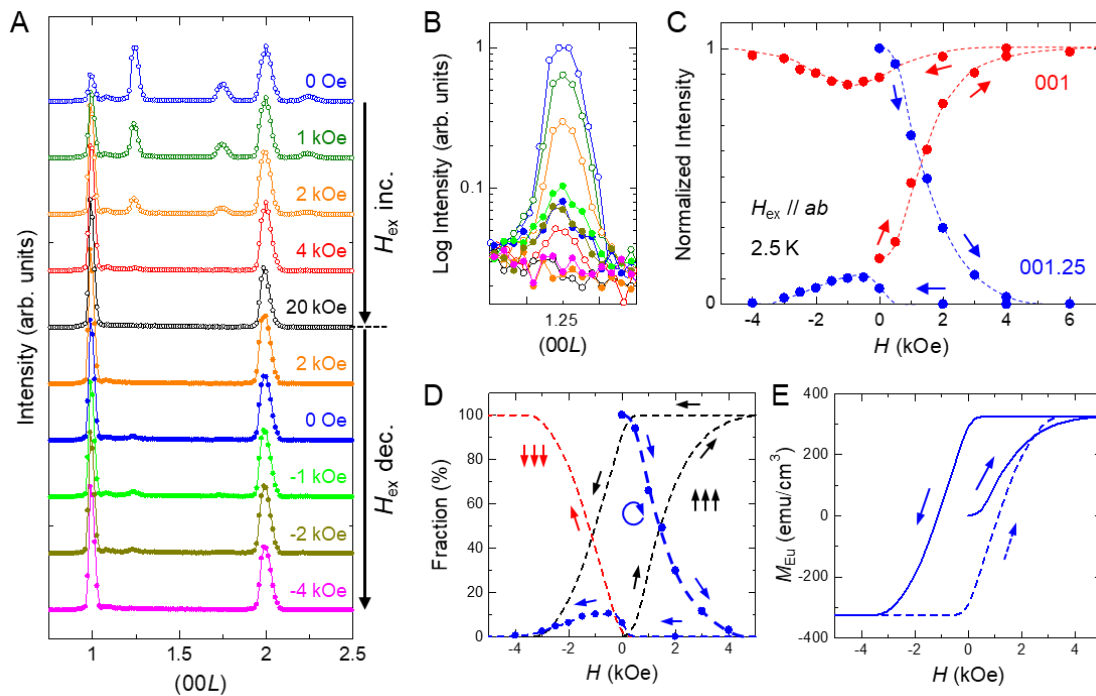 A
Intensity (arb. units)
0 Oe
1 kOe
2 kOe
4 kOe
20 kOe
2 kOe
0 Oe
-1 kOe
-2 kOe
-4 kOe
Hex inc.
Hex dec.
1 1.5 2 2.5
(00L)
B
Log Intensity (arb. units)
1
0.1
1.25
(00L)
C
Normalized Intensity
1
0
001
001.25
Hex // ab
2.5 K
-4 -2 0 2 4 6
H (kOe)
D
Fraction (%)
100
80
60
40
20
0
↓↓↓
↑↑↑
-4 -2 0 2 4
H (kOe)
E
MEu (emu/cm³)
400
200
0
-200
-400
-4 -2 0 2 4
H (kOe)